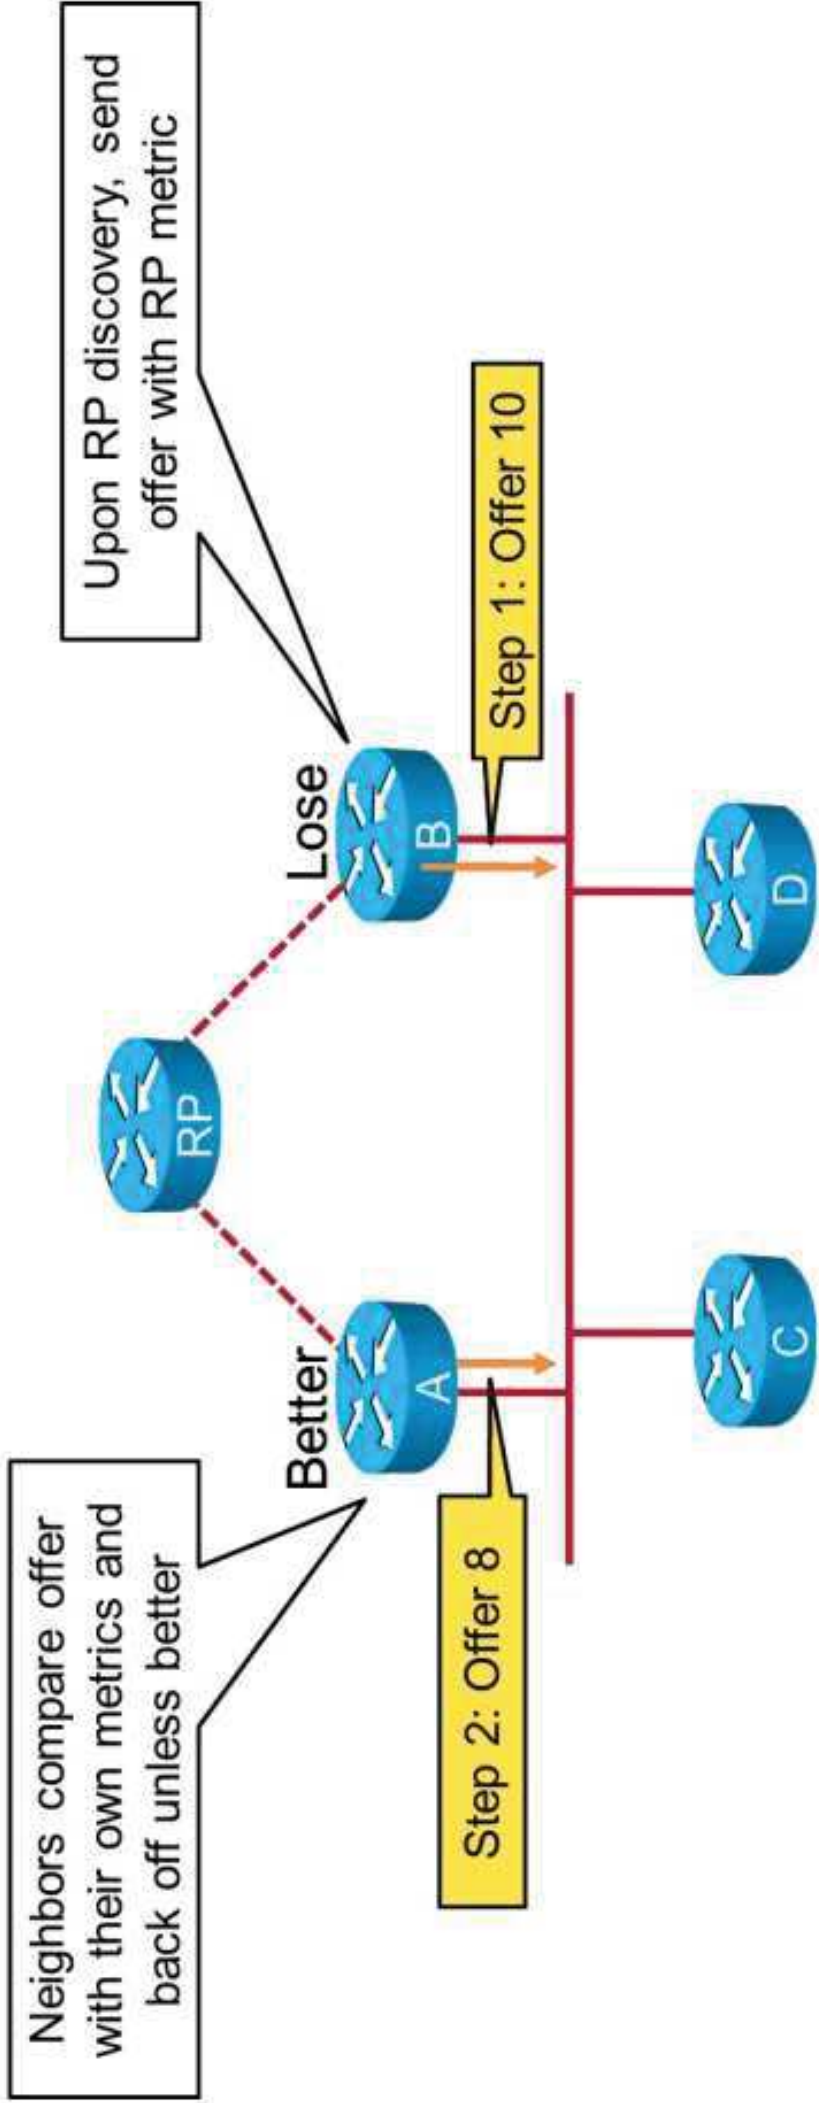 Neighbors compare offer
with their own metrics and
back off unless better
Upon RP discovery, send
offer with RP metric
RP
Better
Lose
A
B
Step 2: Offer 8
Step 1: Offer 10
C
D